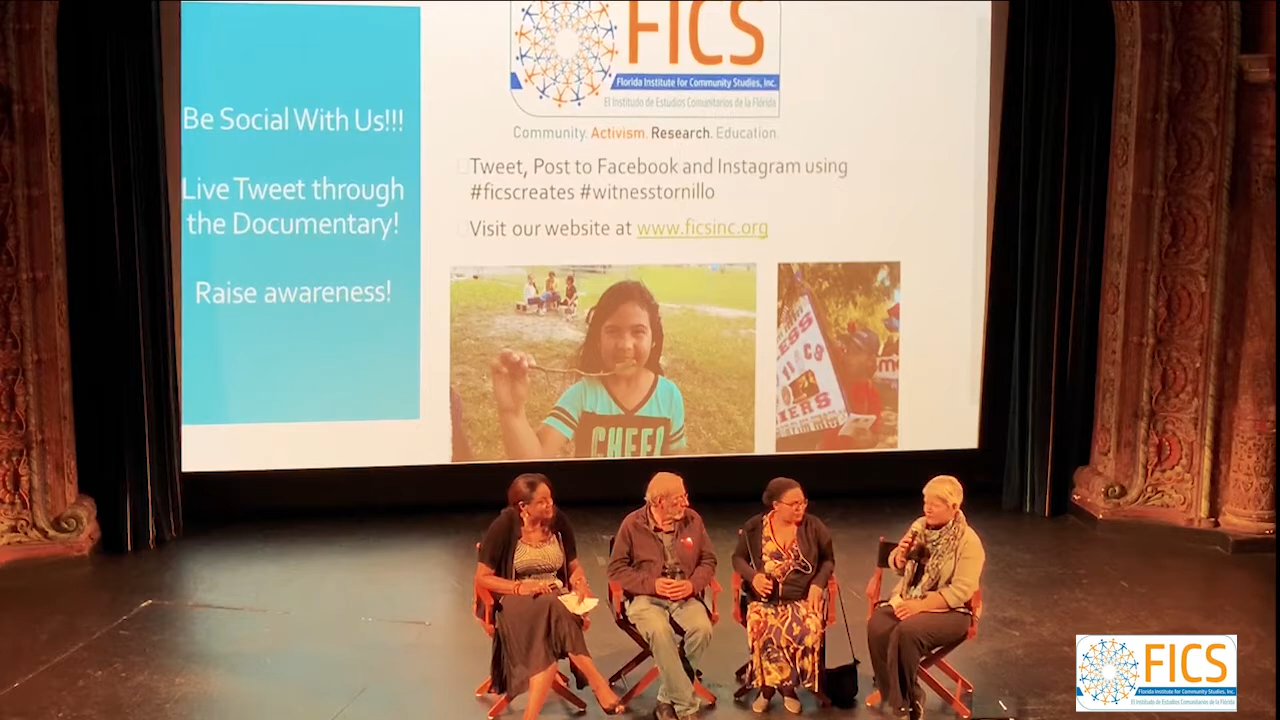 Be Social With Us!!!
Live Tweet through
the Documentary!
Raise awareness!
FICS
Florida Institute for Community Studies, Inc.
El Instituto de Estudios Comunitarios de la Flórida
Community. Activism. Research. Education.
Tweet, Post to Facebook and Instagram using
#ficscreates #witnesstornillo
Visit our website at www.ficsinc.org
CHEER
FICS
Florida Institute for Community Studies, Inc.
El Instituto de Estudios Comunitarios de la Flórida